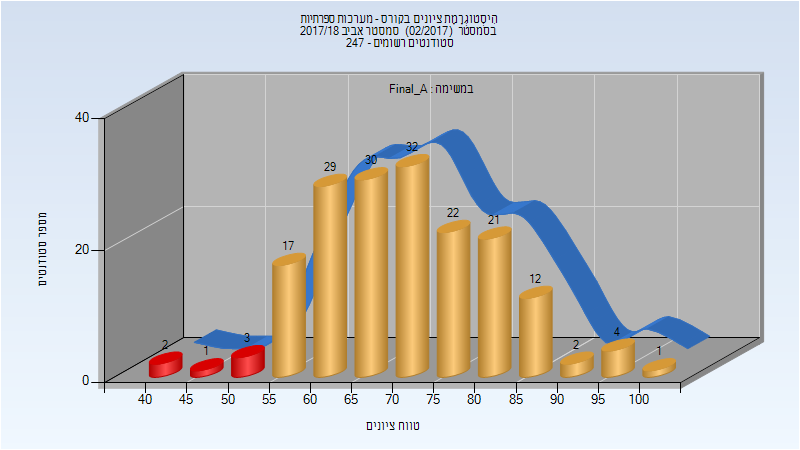 היסטוגרמת ציונים בקורס - מערכות ספרתיות
בסמסטר (02/2017) סמסטר אביב 2017/18
סטודנטים רשומים - 247
במשימה : Final_A
מספר סטודנטים
40
20
0
2
1
3
17
29
30
32
22
21
12
2
4
1
40 45 50 55 60 65 70 75 80 85 90 95 100
טווח ציונים